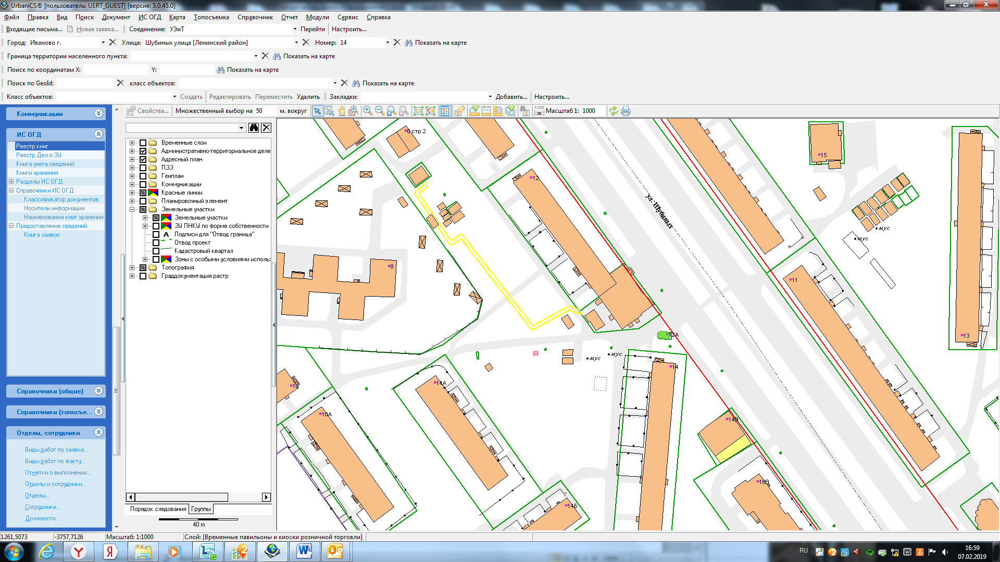 UrbaniCS® [пользователь: UERT_GUEST] [версия: 3.0.45.0]
Файл Правка Вид Поиск Документ ИС ОГД Карта Топосъемка Справочник Отчет Модули Сервис Справка
Входящие письма... Новая заявка... Соединение: УЭиТ Перейти Настроить...
Город: Иваново г. Улица: Шубиных улица [Ленинский район] Номер: 14 Показать на карте
Граница территории населенного пункта: Показать на карте
Поиск по координатам X: Y: Показать на карте
Поиск по GeoId: класс объектов: Показать на карте
Класс объектов: Создать Редактировать Переместить Удалить Закладки: Добавить... Настроить...
Свойства... Множественный выбор на 50 м. вокруг 1:100 Масштаб 1: 1000
Коммуникации
ИС ОГД
Реестр книг
Реестр Дел о ЗУ
Книга учета сведений
Книги хранения
Разделы ИС ОГД
Справочники ИС ОГД
Классификатор документов
Носители информации
Наименования книг хранения
Предоставление сведений
Книга заявок
Справочники (общие)
Справочники (топосъе...
Отделы, сотрудники
Виды работ по заявке...
Виды работ по факту...
Отметки о выполнении...
Отделы и сотрудники...
Отделы...
Сотрудники...
Должности...
Временные слои
Административно-территориальное деле
Адресный план
ПЗЗ
Генплан
Коммуникации
Красные линии
Планировочный элемент
Земельные участки
Земельные участки
ЗУ ПНКУ по форме собственности
А Подписи для "Отвод граница"
Отвод проект
Кадастровый квартал
Зоны с особыми условиями исполь
Топография
Граддокументация растр
Порядок следования Группы
40 m
6 стр.2
12
15
ул. Шубиных
мус
мус
8
11
12А
13
мус
мус
14
14А
16
10А
14В
16В
14Б
1261,5073 -3757,7126 Масштаб: 1:1000 Слой: [Временные павильоны и киоски розничной торговли]
RU 16:59
07.02.2019